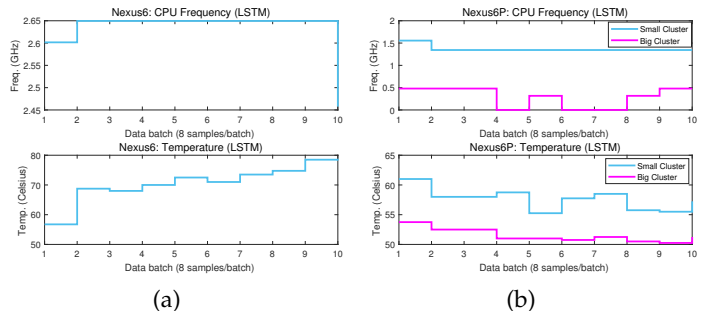 Nexus6: CPU Frequency (LSTM)
2.65
2.6
2.55
2.5
2.45
Freq. (GHz)
1 2 3 4 5 6 7 8 9 10
Data batch (8 samples/batch)
Nexus6: Temperature (LSTM)
80
70
60
50
Temp. (Celsius)
1 2 3 4 5 6 7 8 9 10
Data batch (8 samples/batch)
(a)
Nexus6P: CPU Frequency (LSTM)
2
1.5
1
0.5
0
Freq. (GHz)
Small Cluster
Big Cluster
1 2 3 4 5 6 7 8 9 10
Data batch (8 samples/batch)
Nexus6P: Temperature (LSTM)
65
60
55
50
Temp. (Celsius)
Small Cluster
Big Cluster
1 2 3 4 5 6 7 8 9 10
Data batch (8 samples/batch)
(b)